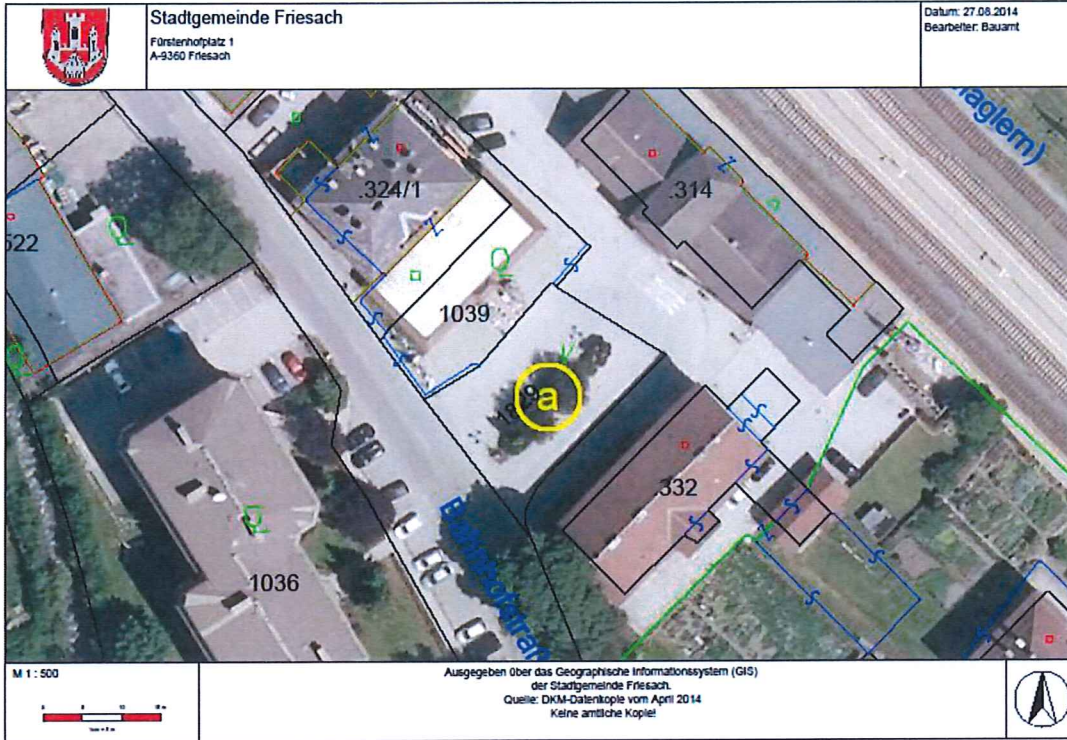 Stadtgemeinde Friesach
Fürstenhofplatz 1
A-9360 Friesach
Datum: 27.08.2014
Bearbeiter: Bauamt
haglern)
.324/1
.314
522
1039
a
.332
1036
M 1 : 500
Ausgegeben über das Geographische Informationssystem (GIS)
der Stadtgemeinde Friesach.
Quelle: DKM-Datenkopie vom April 2014
Keine amtliche Kopie!